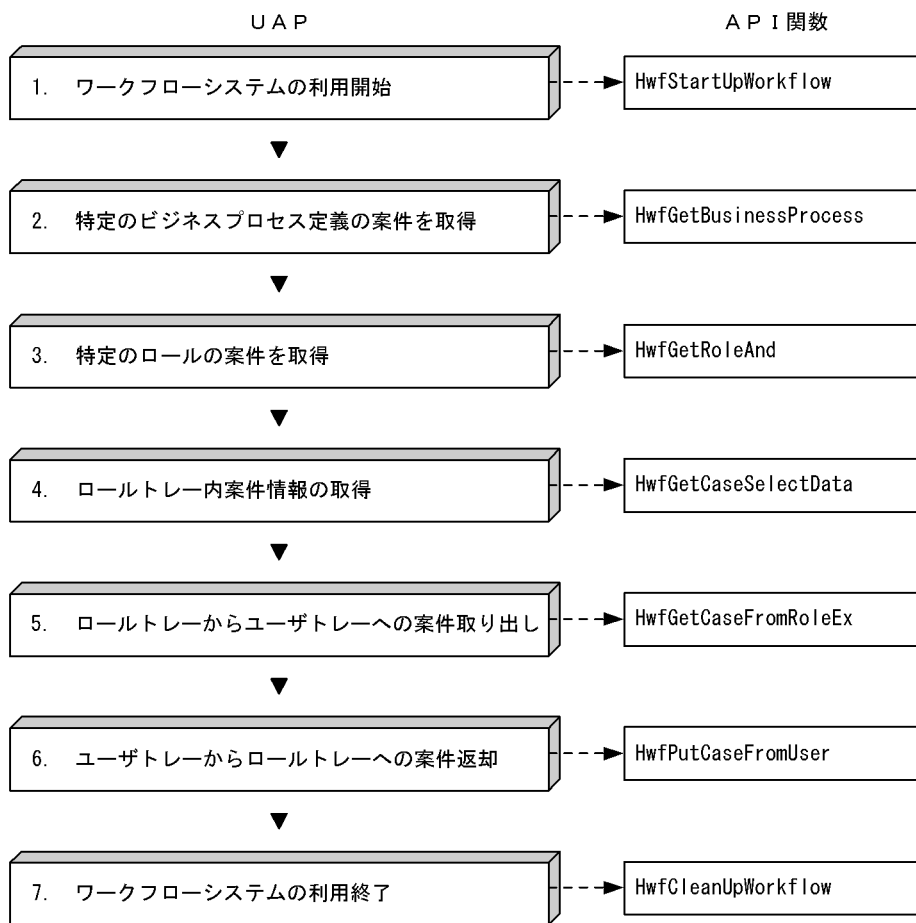 ＵＡＰ
ＡＰＩ関数
1. ワークフローシステムの利用開始
HwfStartUpWorkflow
2. 特定のビジネスプロセス定義の案件を取得
HwfGetBusinessProcess
3. 特定のロールの案件を取得
HwfGetRoleAnd
4. ロールトレー内案件情報の取得
HwfGetCaseSelectData
5. ロールトレーからユーザトレーへの案件取り出し
HwfGetCaseFromRoleEx
6. ユーザトレーからロールトレーへの案件返却
HwfPutCaseFromUser
7. ワークフローシステムの利用終了
HwfCleanUpWorkflow